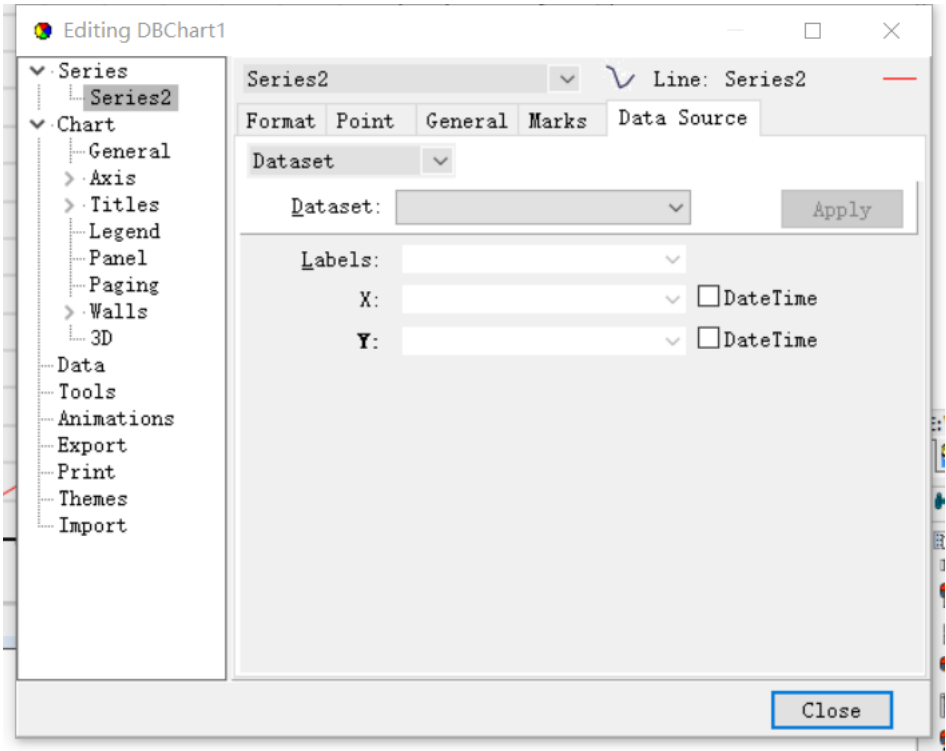 Editing DBChart1
Series
Series2
Chart
General
Axis
Titles
Legend
Panel
Paging
Walls
3D
Data
Tools
Animations
Export
Print
Themes
Import
Series2
Line: Series2
Format Point General Marks Data Source
Dataset
Dataset:
Apply
Labels:
X:
DateTime
Y:
DateTime
Close